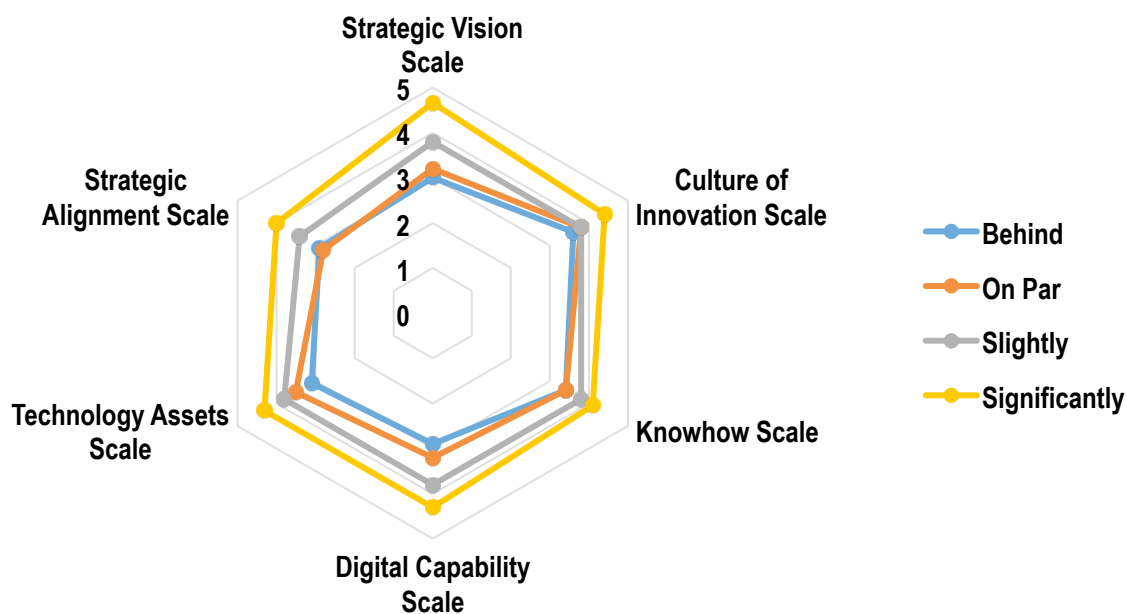 Strategic Vision
Scale
5
4
3
2
1
0
Strategic
Alignment Scale
Culture of
Innovation Scale
Technology Assets
Scale
Knowhow Scale
Digital Capability
Scale
Behind
On Par
Slightly
Significantly